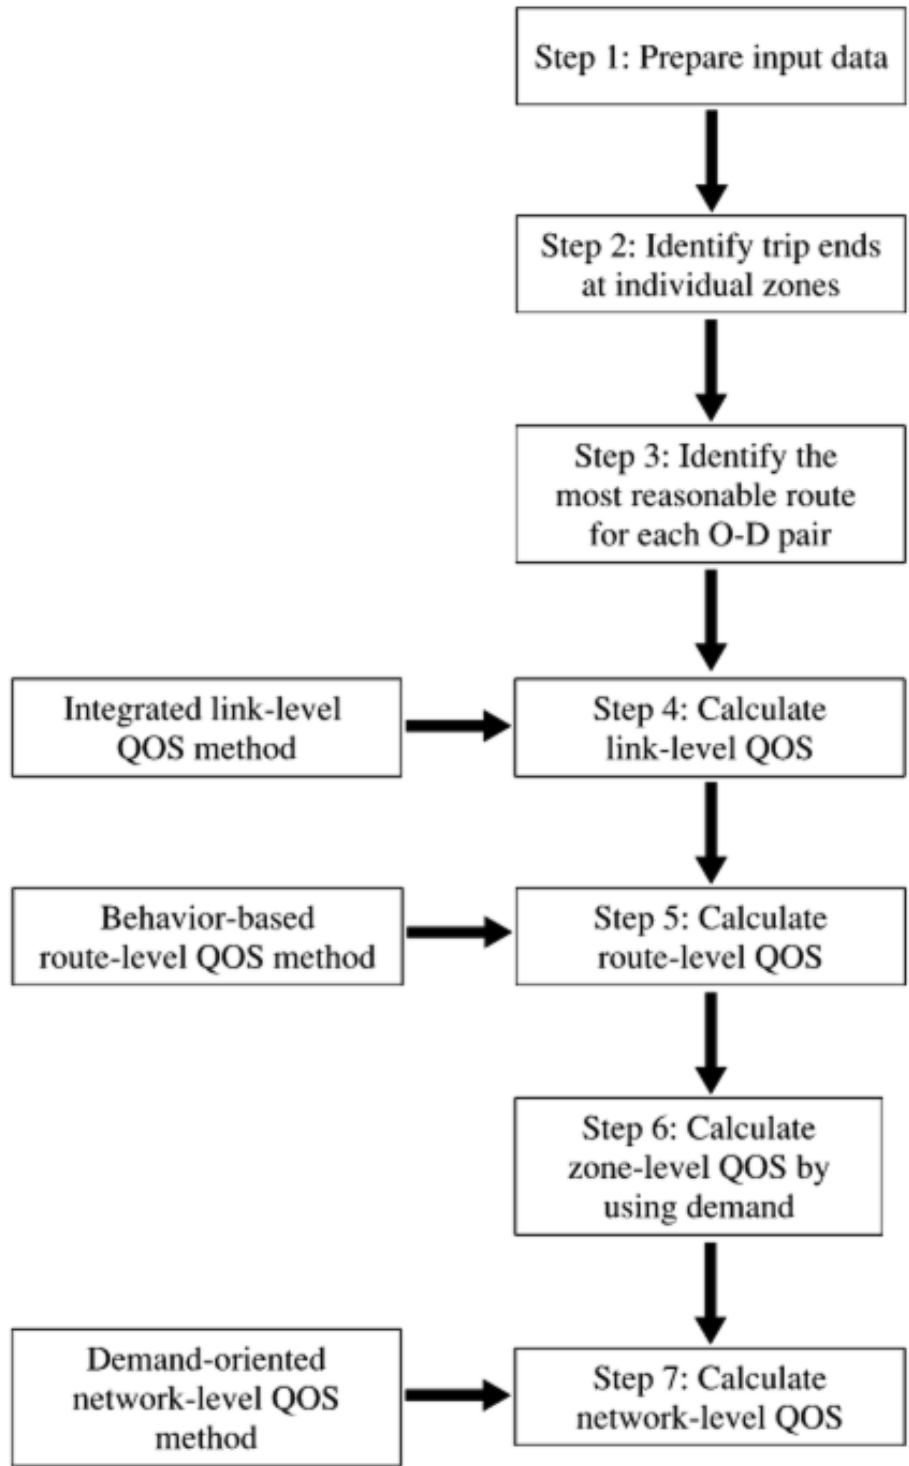 Step 1: Prepare input data
Step 2: Identify trip ends
at individual zones
Step 3: Identify the
most reasonable route
for each O-D pair
Integrated link-level
QOS method
Step 4: Calculate
link-level QOS
Behavior-based
route-level QOS method
Step 5: Calculate
route-level QOS
Step 6: Calculate
zone-level QOS by
using demand
Demand-oriented
network-level QOS
method
Step 7: Calculate
network-level QOS